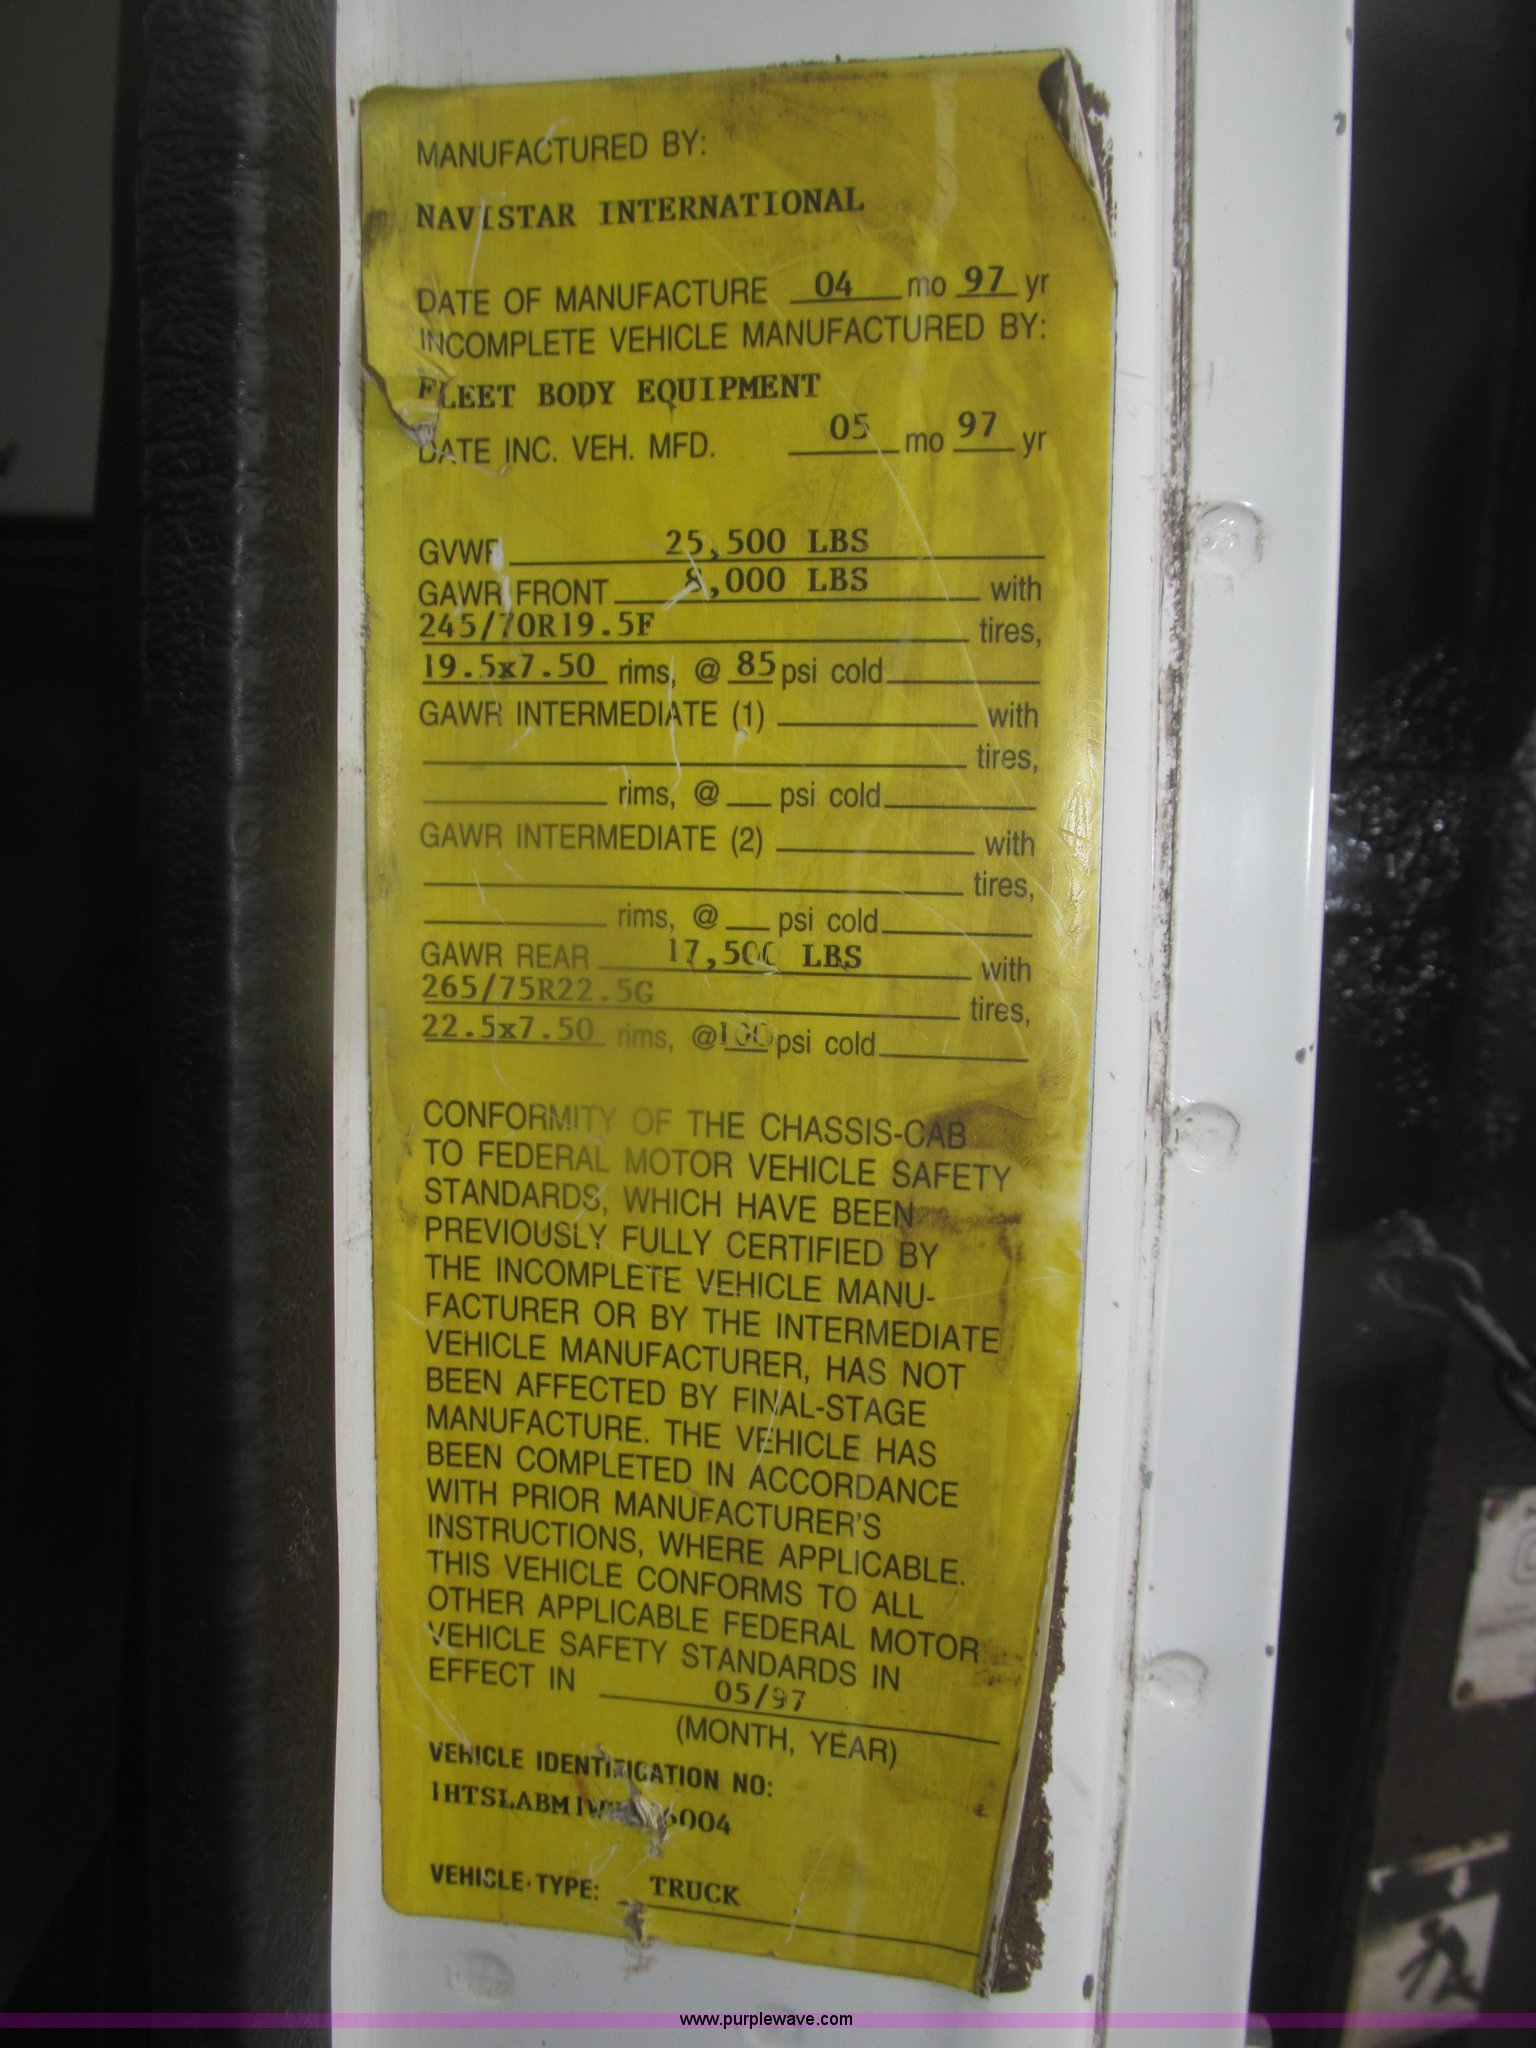 MANUFACTURED BY:
NAVISTAR INTERNATIONAL
DATE OF MANUFACTURE 04 mo 97 yr
INCOMPLETE VEHICLE MANUFACTURED BY:
FLEET BODY EQUIPMENT
DATE INC. VEH. MFD. 05 mo 97 yr
GVWR 25,500 LBS
GAWR FRONT 8,000 LBS with
245/70R19.5F tires,
19.5x7.50 rims, @ 85 psi cold
GAWR INTERMEDIATE (1) with
tires,
rims, @ psi cold
GAWR INTERMEDIATE (2) with
tires,
rims, @ psi cold
GAWR REAR 17,500 LBS with
265/75R22.5G tires,
22.5x7.50 rims, @100 psi cold
CONFORMITY OF THE CHASSIS-CAB
TO FEDERAL MOTOR VEHICLE SAFETY
STANDARDS, WHICH HAVE BEEN
PREVIOUSLY FULLY CERTIFIED BY
THE INCOMPLETE VEHICLE MANU-
FACTURER OR BY THE INTERMEDIATE
VEHICLE MANUFACTURER, HAS NOT
BEEN AFFECTED BY FINAL-STAGE
MANUFACTURE. THE VEHICLE HAS
BEEN COMPLETED IN ACCORDANCE
WITH PRIOR MANUFACTURER'S
INSTRUCTIONS, WHERE APPLICABLE.
THIS VEHICLE CONFORMS TO ALL
OTHER APPLICABLE FEDERAL MOTOR
VEHICLE SAFETY STANDARDS IN
EFFECT IN 05/97
(MONTH, YEAR)
VEHICLE IDENTIFICATION NO:
VEHICLE TYPE: TRUCK
www.purplewave.com